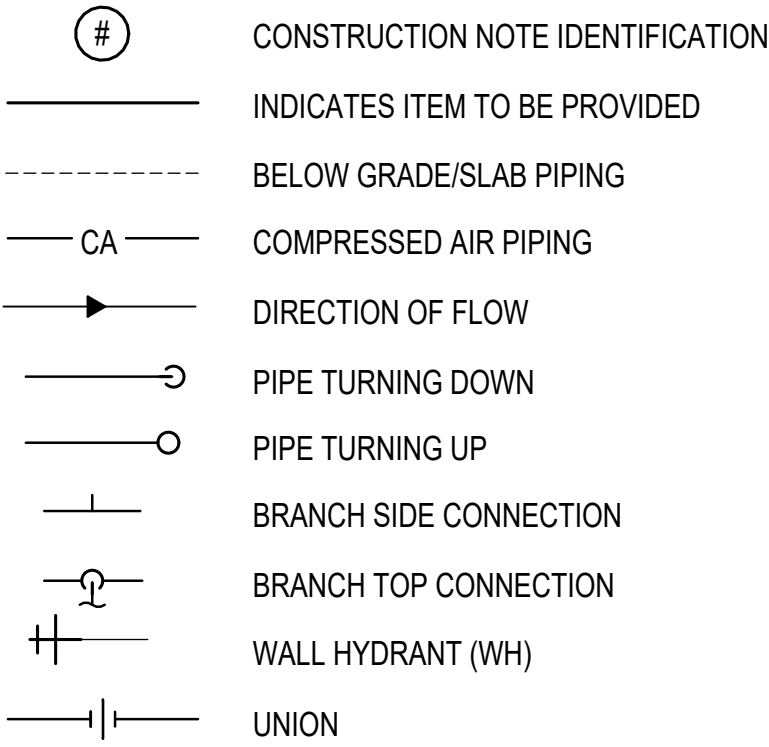 # CONSTRUCTION NOTE IDENTIFICATION
INDICATES ITEM TO BE PROVIDED
BELOW GRADE/SLAB PIPING
CA COMPRESSED AIR PIPING
DIRECTION OF FLOW
PIPE TURNING DOWN
PIPE TURNING UP
BRANCH SIDE CONNECTION
BRANCH TOP CONNECTION
WALL HYDRANT (WH)
UNION